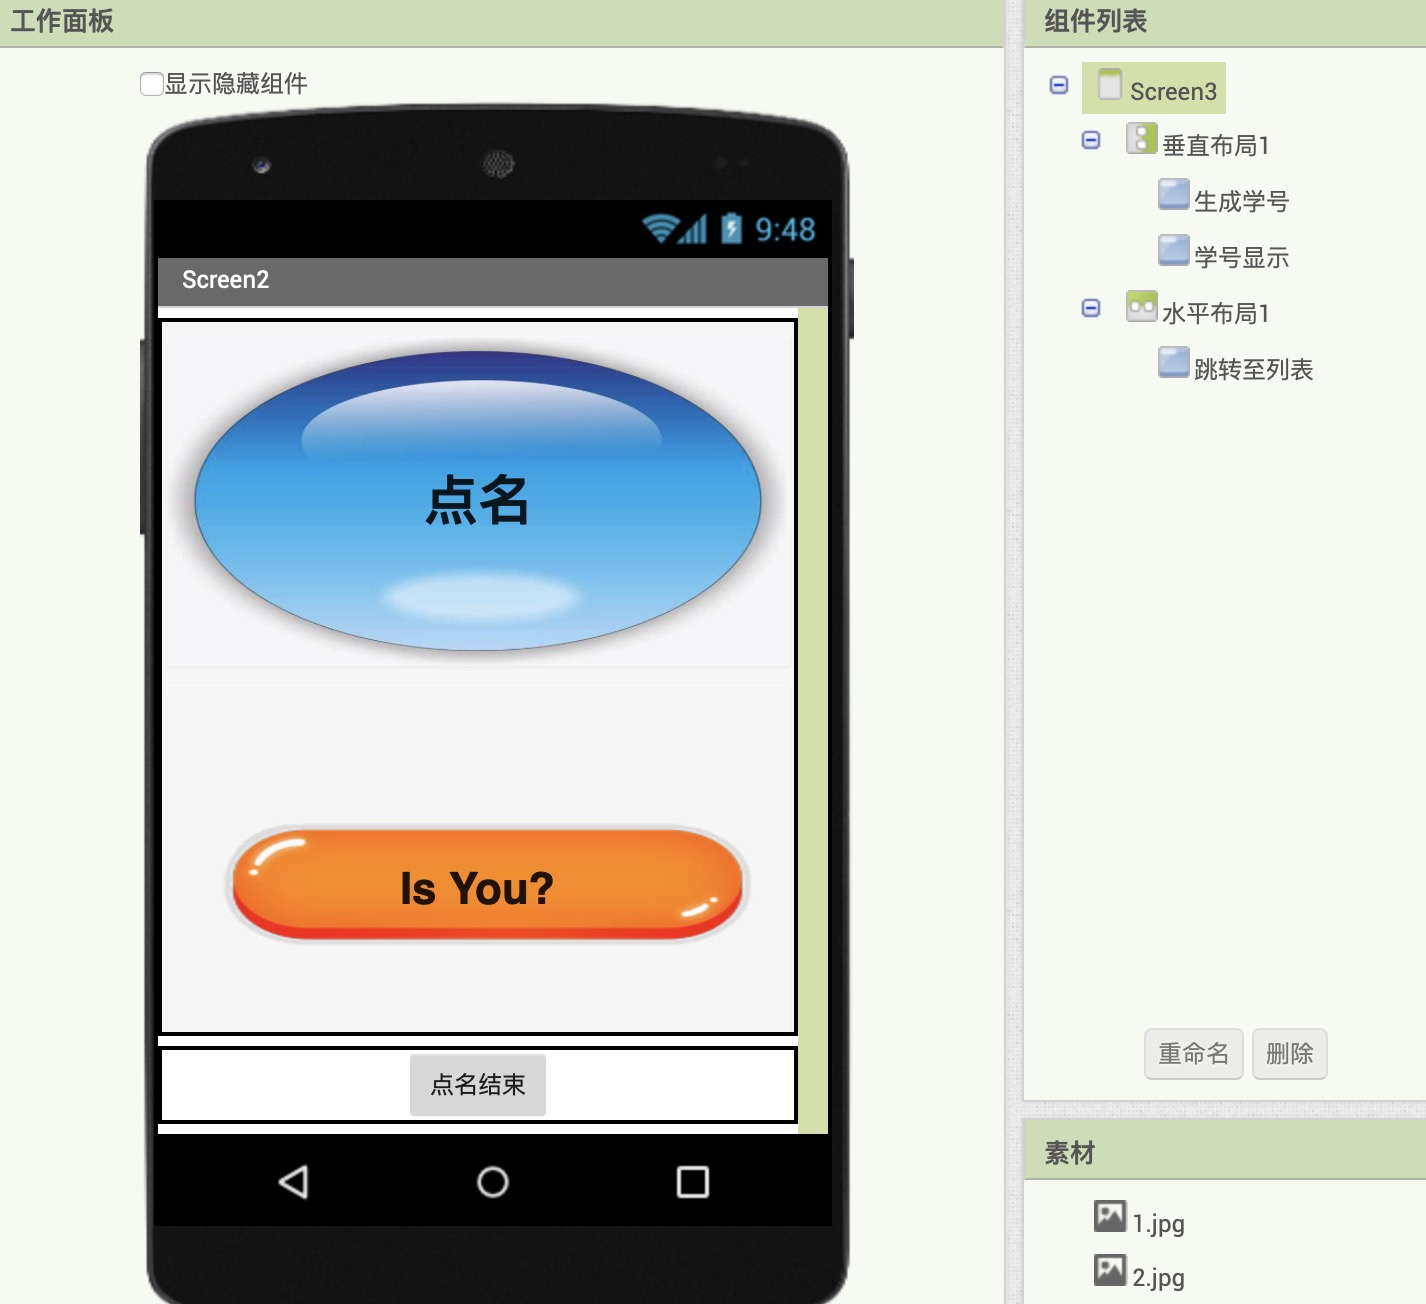 工作面板
显示隐藏组件
9:48
Screen2
点名
Is You?
点名结束
组件列表
Screen3
垂直布局1
生成学号
学号显示
水平布局1
跳转至列表
重命名 删除
素材
1.jpg
2.jpg